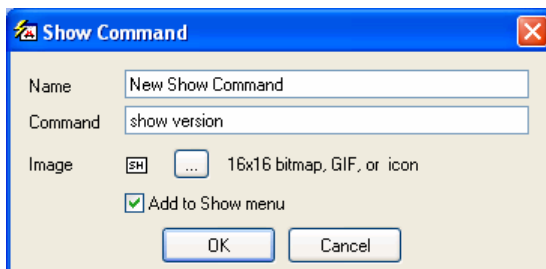 Show Command
Name New Show Command
Command show version
Image SH ... 16x16 bitmap, GIF, or icon
Add to Show menu
OK Cancel